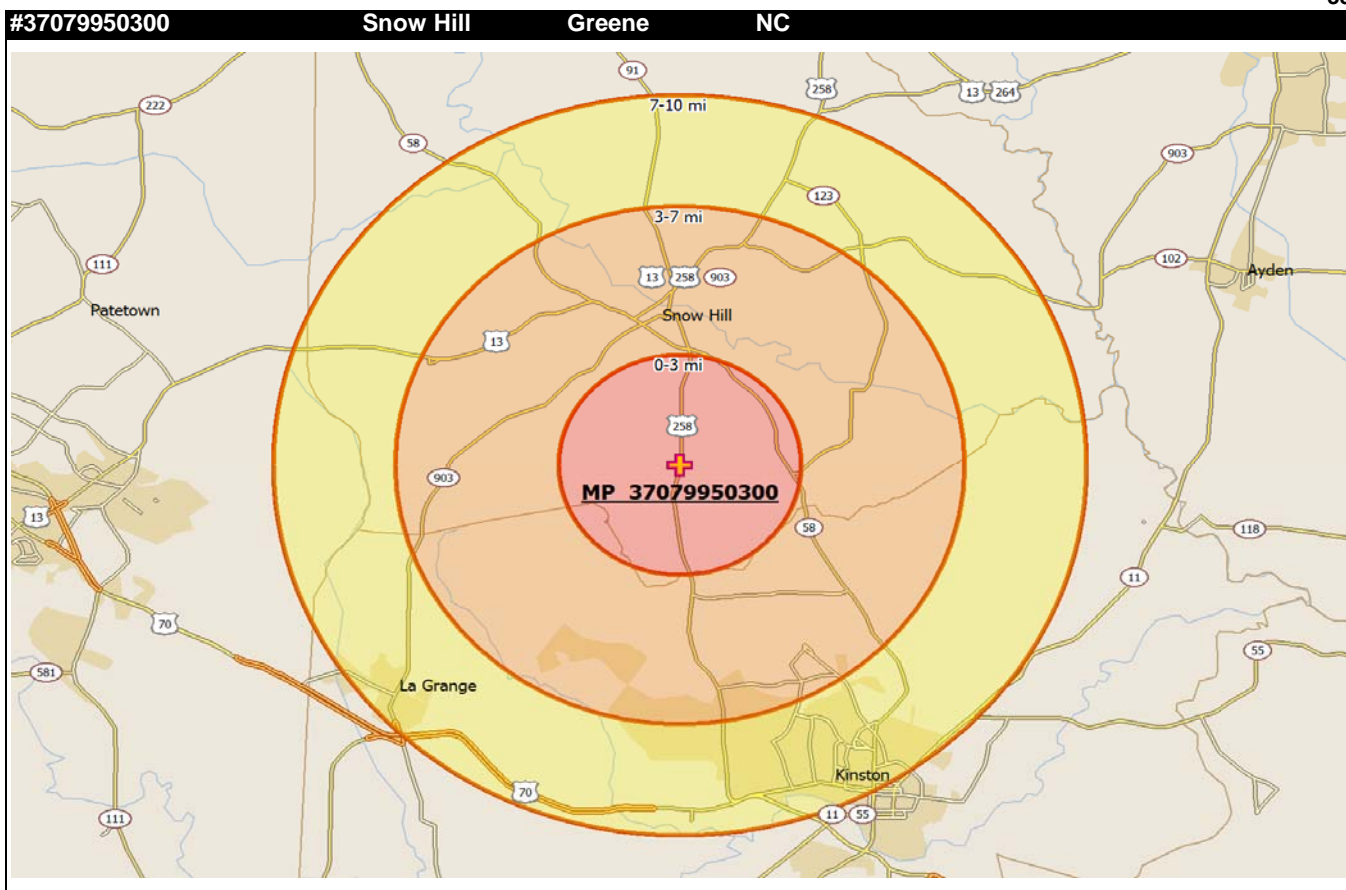 #37079950300 Snow Hill Greene NC
91
7-10 mi
258
13 264
222
58
903
3-7 mi
123
111
13 258 903
102
Ayden
Patetown
Snow Hill
13
0-3 mi
258
903
MP 37079950300
13
58
118
11
70
55
581
La Grange
Kinston
70
111
11 55